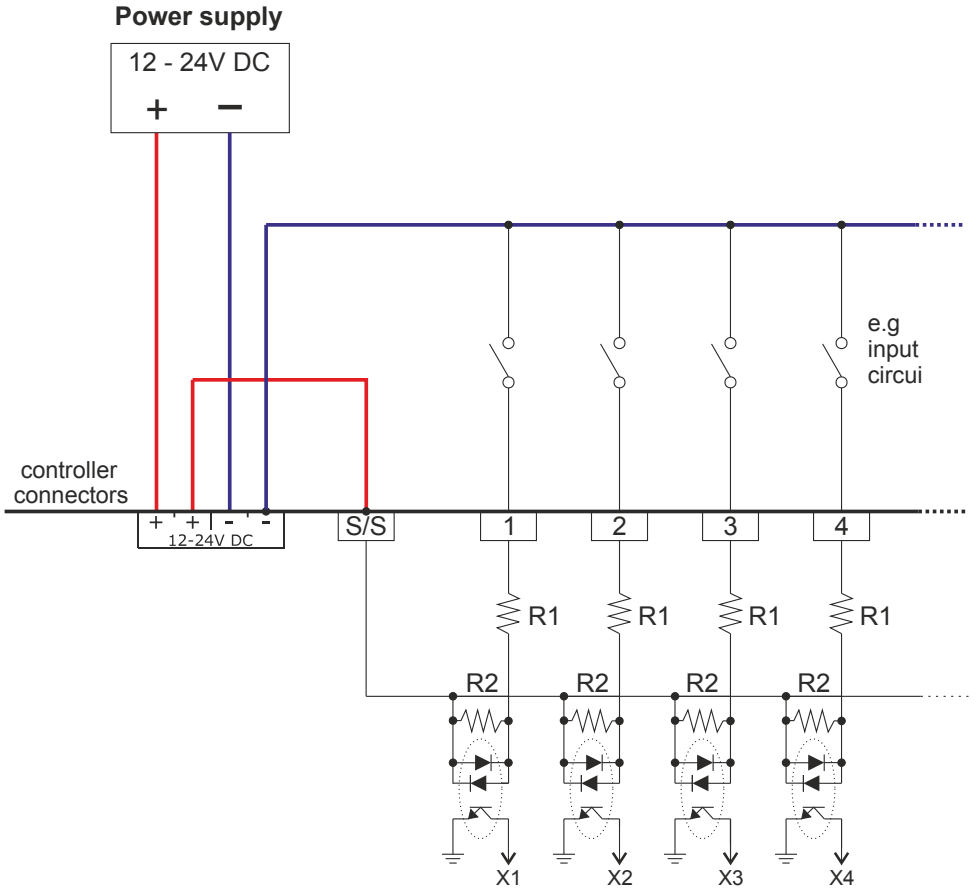 Power supply
12 - 24V DC
+ −
e.g
input
circui
controller
connectors
+ + - -
12-24V DC
S/S 1 2 3 4
R1 R1 R1 R1
R2 R2 R2 R2
X1 X2 X3 X4